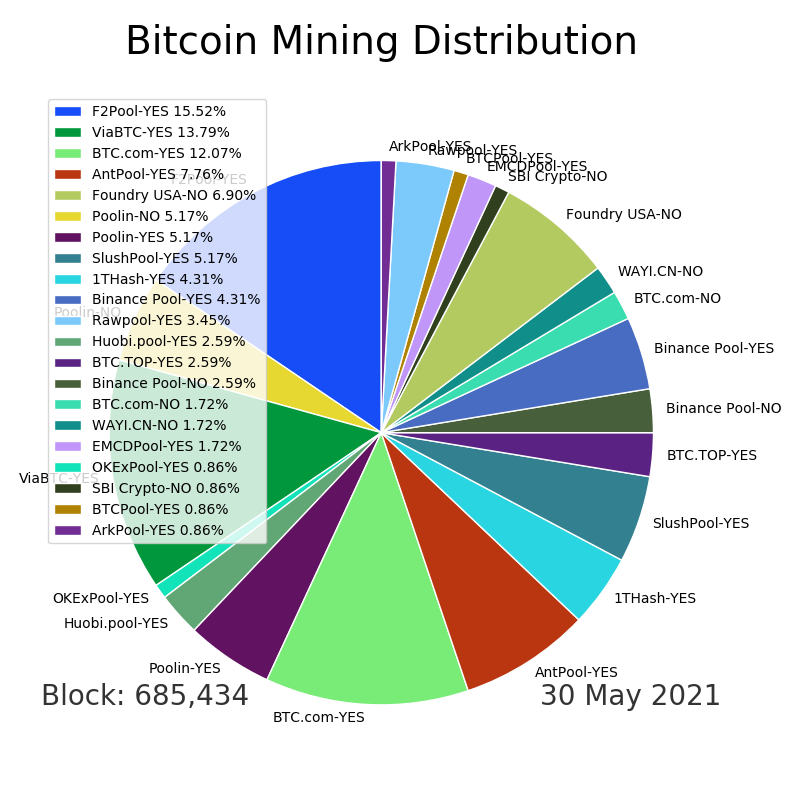 Bitcoin Mining Distribution
F2Pool-YES 15.52%
ViaBTC-YES 13.79%
BTC.com-YES 12.07%
AntPool-YES 7.76%
Foundry USA-NO 6.90%
Poolin-NO 5.17%
Poolin-YES 5.17%
SlushPool-YES 5.17%
1THash-YES 4.31%
Binance Pool-YES 4.31%
Rawpool-YES 3.45%
Huobi.pool-YES 2.59%
BTC.TOP-YES 2.59%
Binance Pool-NO 2.59%
BTC.com-NO 1.72%
WAYI.CN-NO 1.72%
EMCDPool-YES 1.72%
OKExPool-YES 0.86%
SBI Crypto-NO 0.86%
BTCPool-YES 0.86%
ArkPool-YES 0.86%
ArkPool-YES
Rawpool-YES
BTCPool-YES
EMCDPool-YES
SBI Crypto-NO
Foundry USA-NO
WAYI.CN-NO
BTC.com-NO
Binance Pool-YES
Binance Pool-NO
BTC.TOP-YES
SlushPool-YES
1THash-YES
AntPool-YES
BTC.com-YES
Poolin-YES
Huobi.pool-YES
OKExPool-YES
ViaBTC-YES
Poolin-NO
F2Pool-YES
Block: 685,434
30 May 2021